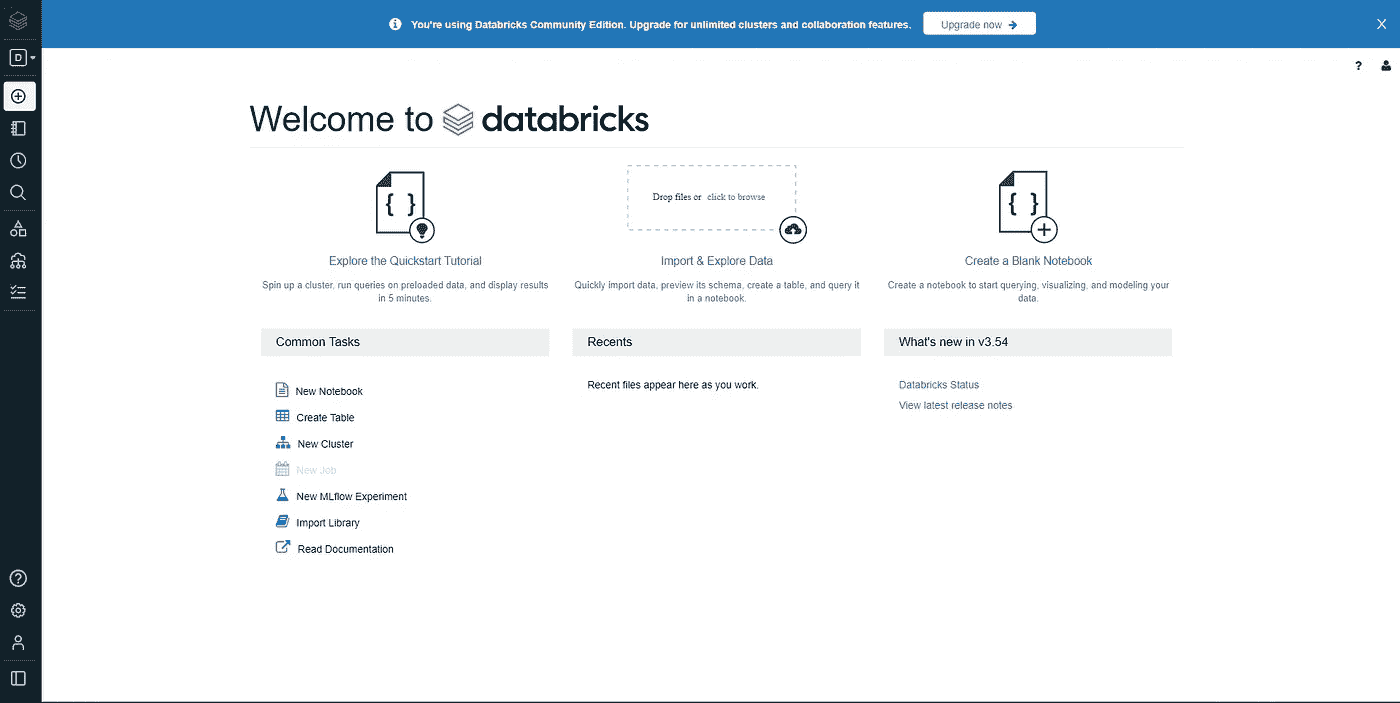 You're using Databricks Community Edition. Upgrade for unlimited clusters and collaboration features.
Upgrade now
X
D
?
Welcome to databricks
{ }
Drop files or click to browse
{ }
Explore the Quickstart Tutorial
Import & Explore Data
Create a Blank Notebook
Spin up a cluster, run queries on preloaded data, and display results
in 5 minutes.
Quickly import data, preview its schema, create a table, and query it
in a notebook.
Create a notebook to start querying, visualizing, and modeling your
data.
Common Tasks
Recents
What's new in v3.54
New Notebook
Create Table
New Cluster
New Job
New MLflow Experiment
Import Library
Read Documentation
Recent files appear here as you work.
Databricks Status
View latest release notes